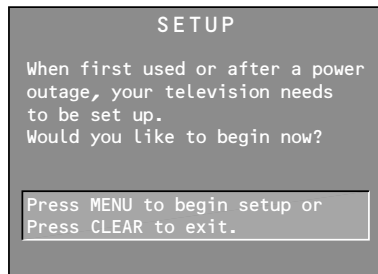 SETUP
When first used or after a power
outage, your television needs
to be set up.
Would you like to begin now?
Press MENU to begin setup or
Press CLEAR to exit.